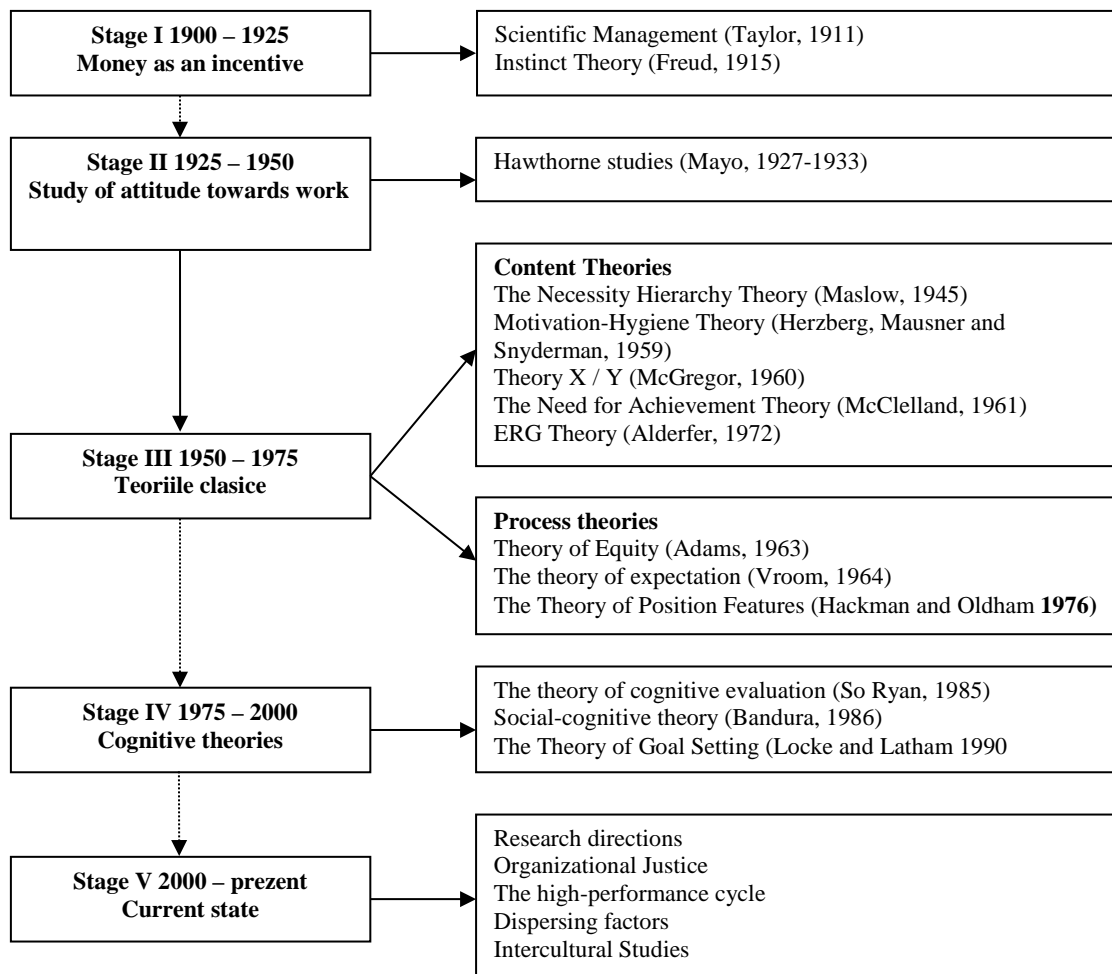 Stage I 1900 – 1925
Money as an incentive
Scientific Management (Taylor, 1911)
Instinct Theory (Freud, 1915)
Stage II 1925 – 1950
Study of attitude towards work
Hawthorne studies (Mayo, 1927-1933)
Content Theories
The Necessity Hierarchy Theory (Maslow, 1945)
Motivation-Hygiene Theory (Herzberg, Mausner and
Snyderman, 1959)
Theory X / Y (McGregor, 1960)
The Need for Achievement Theory (McClelland, 1961)
ERG Theory (Alderfer, 1972)
Stage III 1950 – 1975
Teoriile clasice
Process theories
Theory of Equity (Adams, 1963)
The theory of expectation (Vroom, 1964)
The Theory of Position Features (Hackman and Oldham 1976)
Stage IV 1975 – 2000
Cognitive theories
The theory of cognitive evaluation (So Ryan, 1985)
Social-cognitive theory (Bandura, 1986)
The Theory of Goal Setting (Locke and Latham 1990
Stage V 2000 – prezent
Current state
Research directions
Organizational Justice
The high-performance cycle
Dispersing factors
Intercultural Studies